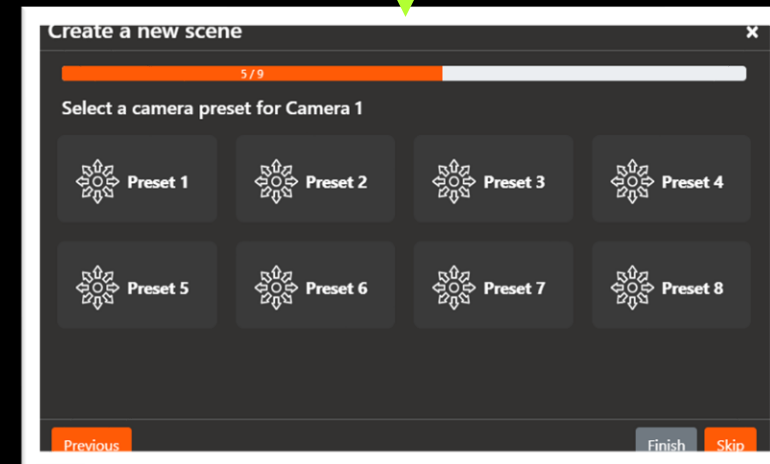 Create a new scene ×
5 / 9
Select a camera preset for Camera 1
Preset 1 Preset 2 Preset 3 Preset 4
Preset 5 Preset 6 Preset 7 Preset 8
Previous Finish Skip